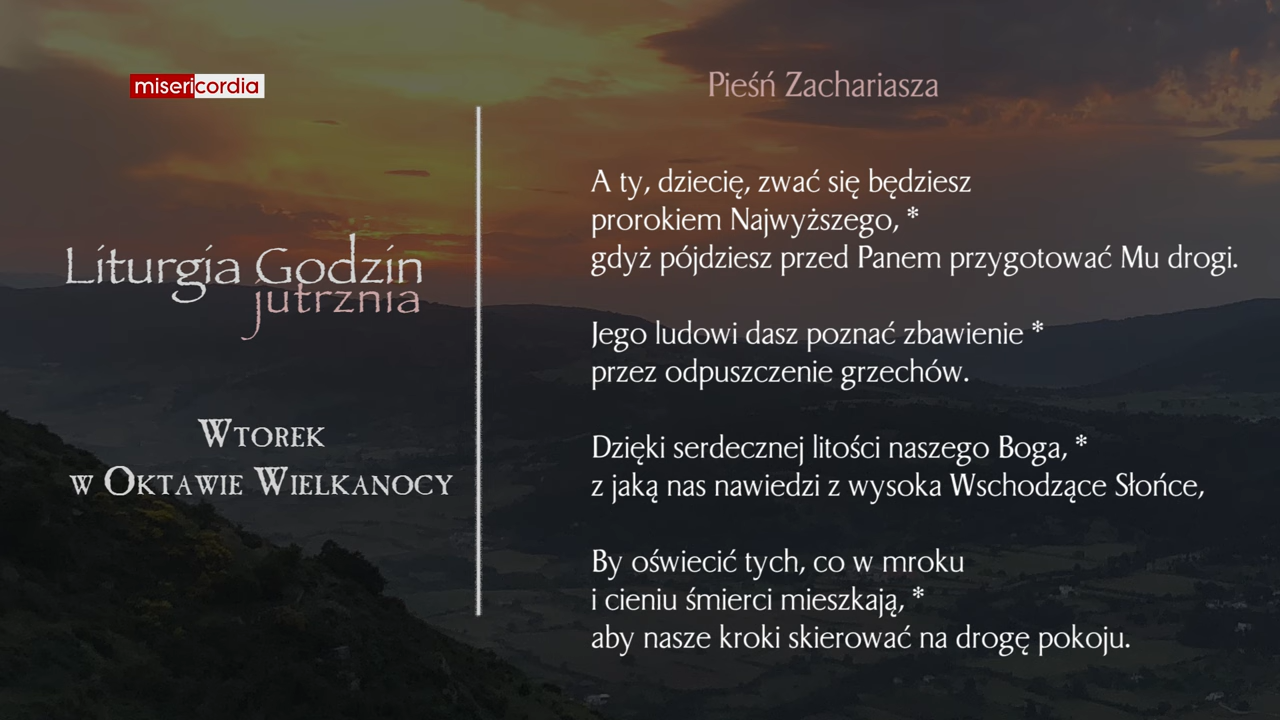 misericordia
Liturgia Godzin
jutrznia
Wtorek
w Oktawie Wielkanocy
Pieśń Zachariasza
A ty, dziecię, zwać się będziesz
prorokiem Najwyższego, *
gdyż pójdziesz przed Panem przygotować Mu drogi.
Jego ludowi dasz poznać zbawienie *
przez odpuszczenie grzechów.
Dzięki serdecznej litości naszego Boga, *
z jaką nas nawiedzi z wysoka Wschodzące Słońce,
By oświecić tych, co w mroku
i cieniu śmierci mieszkają, *
aby nasze kroki skierować na drogę pokoju.